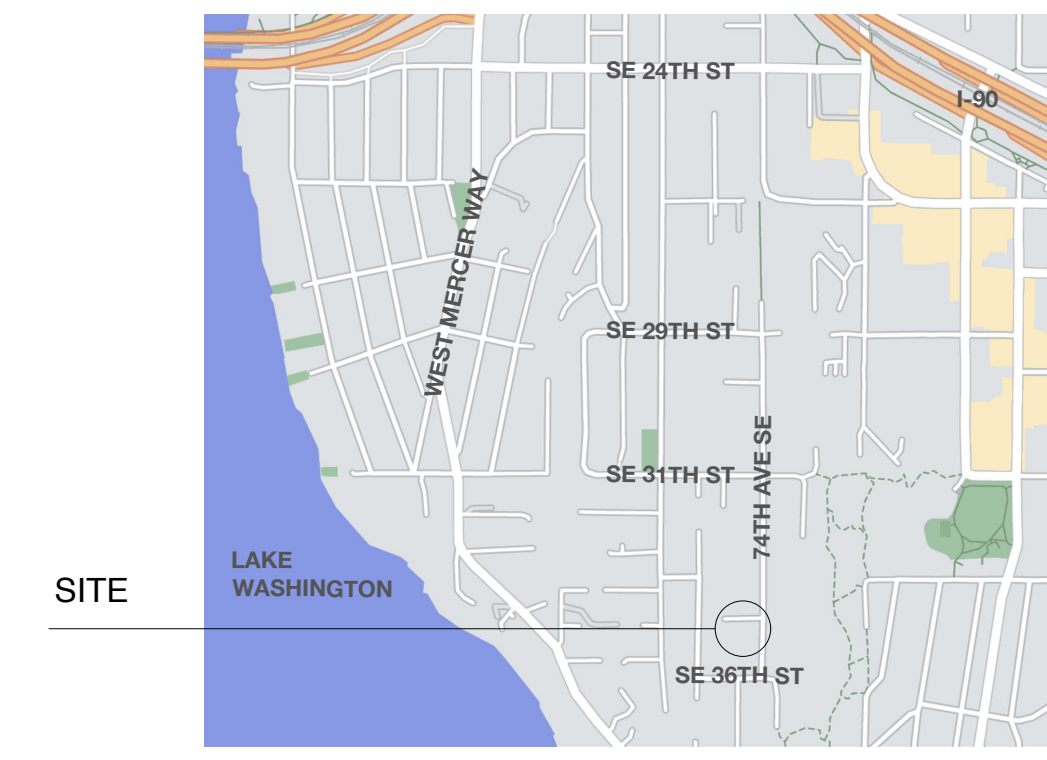 SE 24TH ST
I-90
WEST MERCER WAY
SE 29TH ST
74TH AVE SE
SE 31TH ST
LAKE
WASHINGTON
SITE
SE 36TH ST